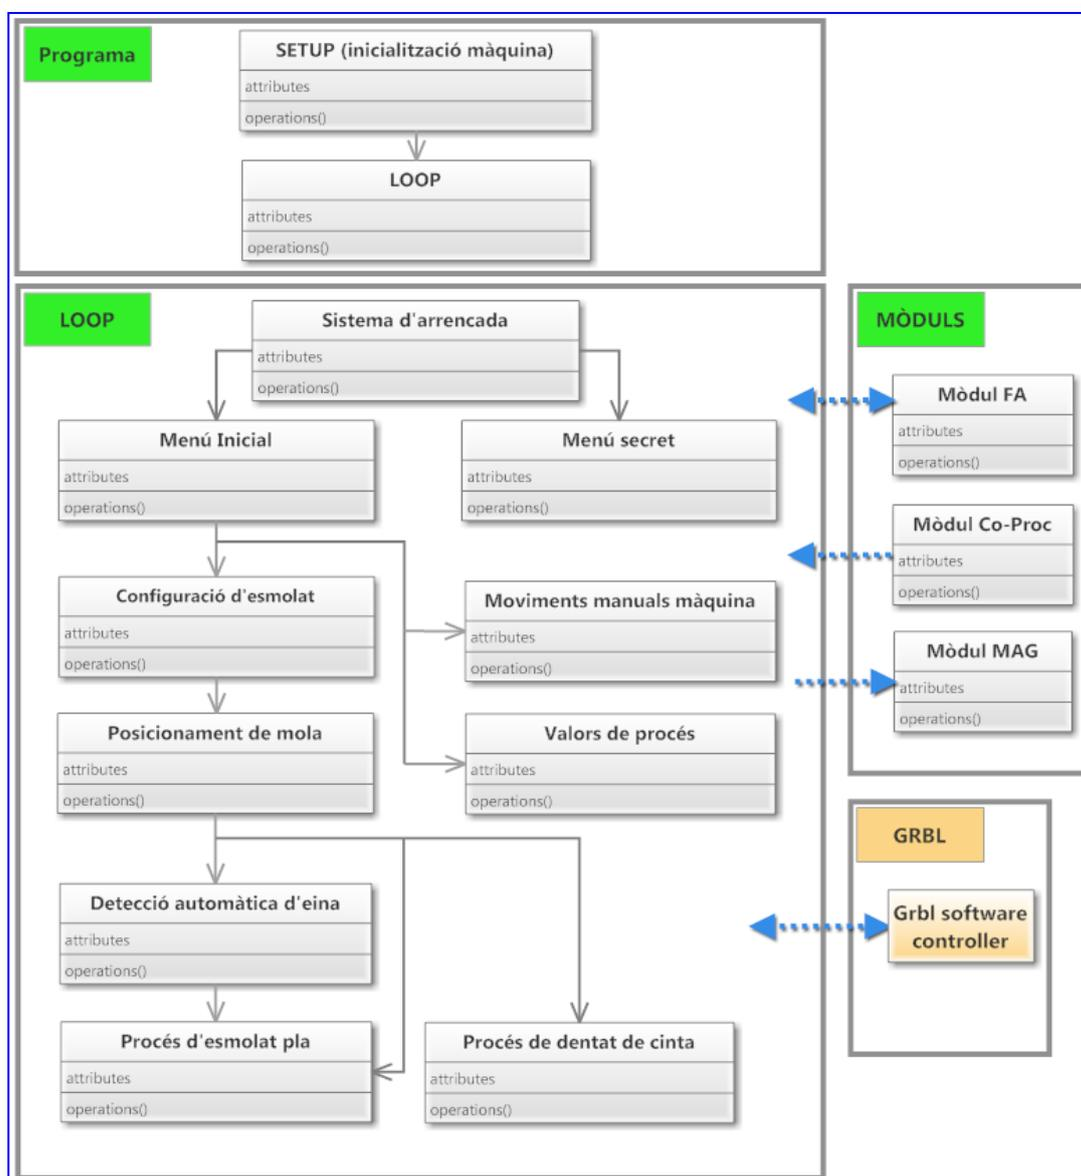 Programa
SETUP (inicialització màquina)
attributes
operations()
LOOP
attributes
operations()
LOOP
Sistema d'arrencada
attributes
operations()
Menú Inicial
attributes
operations()
Menú secret
attributes
operations()
Configuració d'esmolat
attributes
operations()
Moviments manuals màquina
attributes
operations()
Posicionament de mola
attributes
operations()
Valors de procés
attributes
operations()
Detecció automàtica d'eina
attributes
operations()
Procés d'esmolat pla
attributes
operations()
Procés de dentat de cinta
attributes
operations()
MÒDULS
Mòdul FA
attributes
operations()
Mòdul Co-Proc
attributes
operations()
Mòdul MAG
attributes
operations()
GRBL
Grbl software
controller